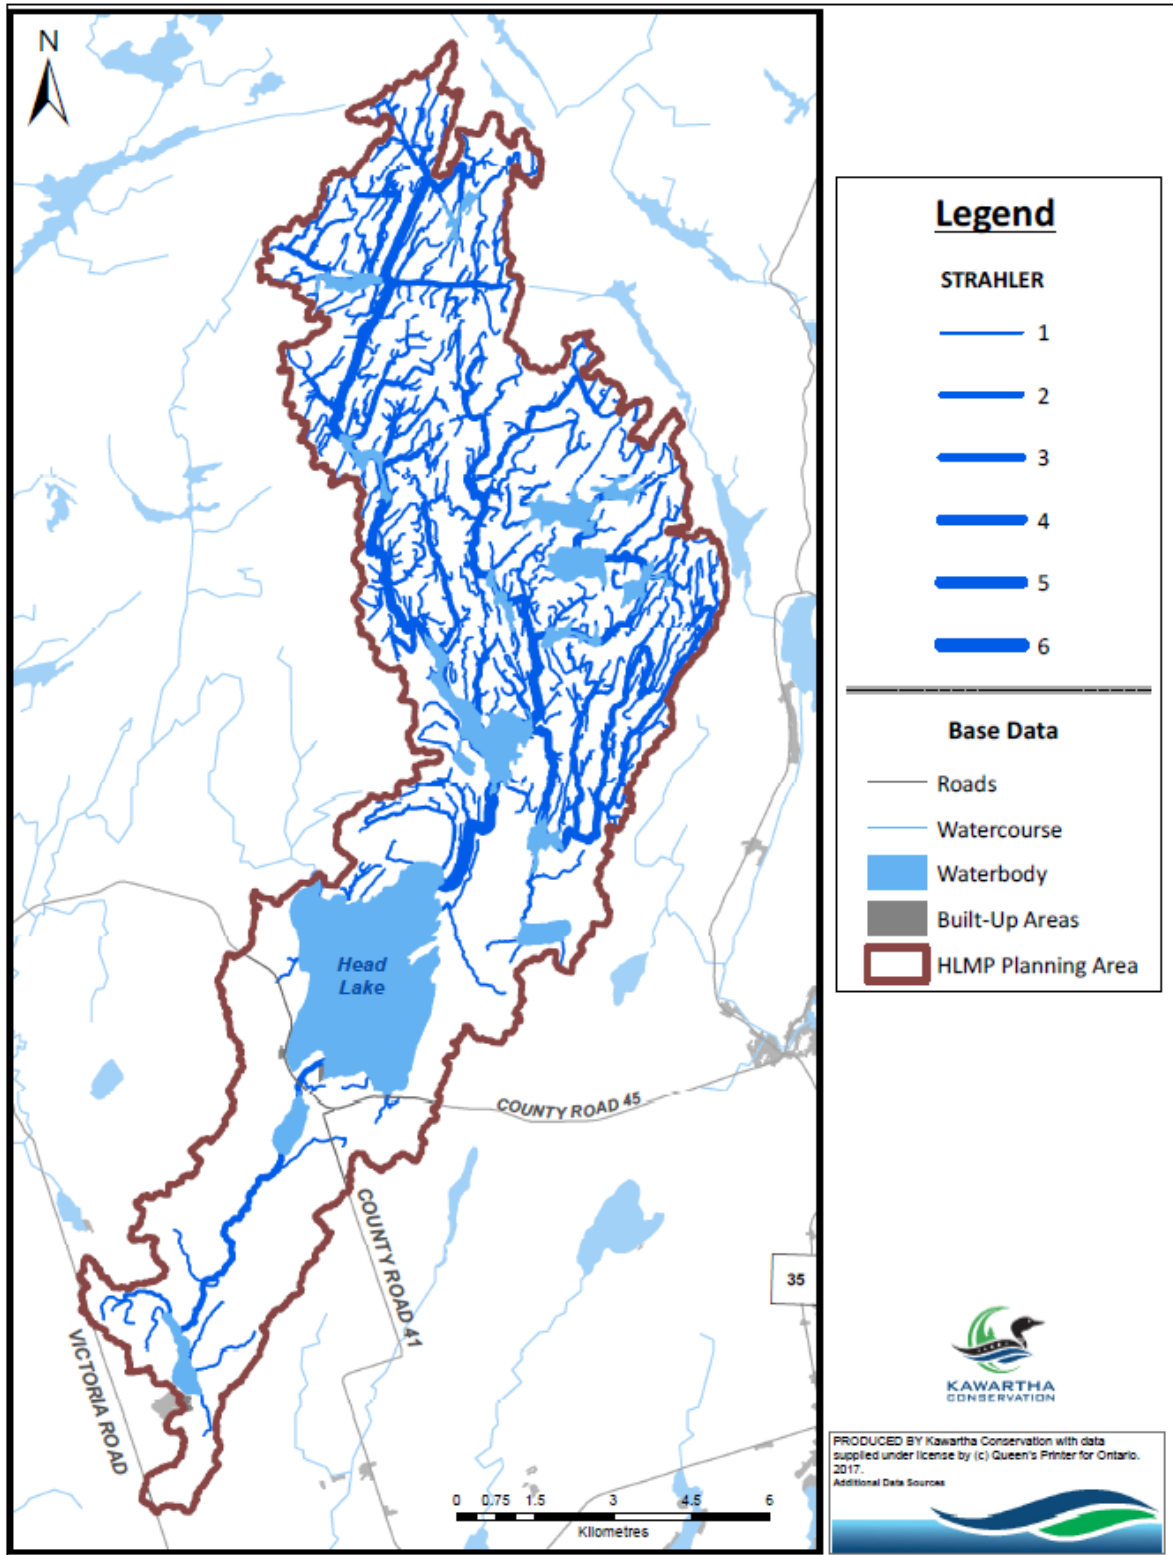 N
Head
Lake
COUNTY ROAD 45
COUNTY ROAD 41
VICTORIA ROAD
35
0 0.75 1.5 3 4.5 6
Kilometres
Legend
STRAHLER
1
2
3
4
5
6
Base Data
Roads
Watercourse
Waterbody
Built-Up Areas
HLMP Planning Area
KAWARTHA
CONSERVATION
PRODUCED BY Kawartha Conservation with data
supplied under license by (c) Queen's Printer for Ontario.
2017.
Additional Data Sources